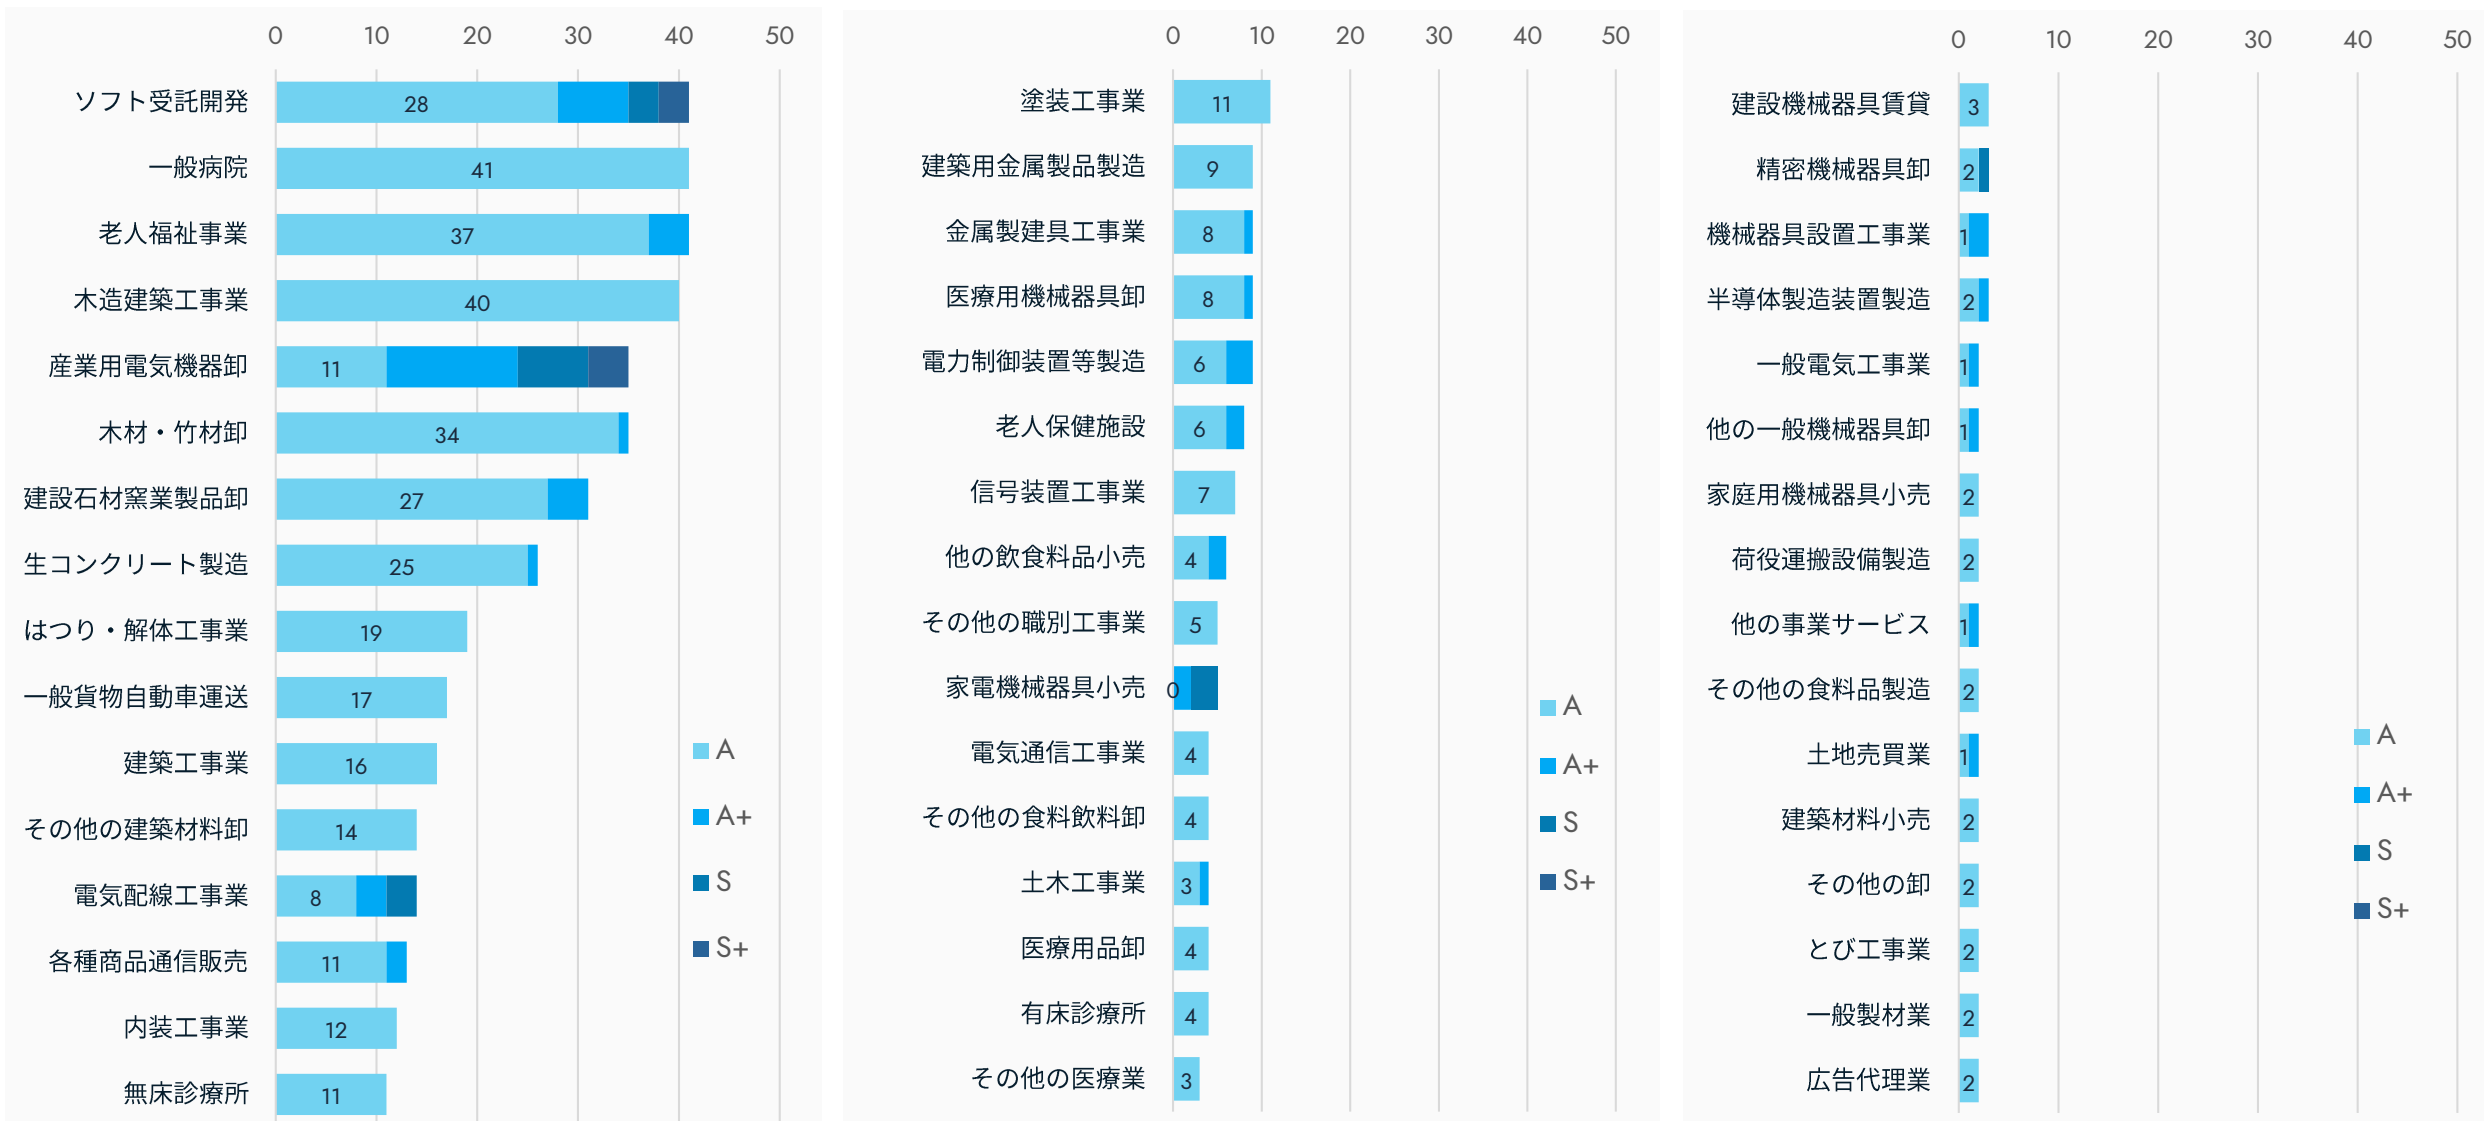 0 10 20 30 40 50
ソフト受託開発 28
一般病院 41
老人福祉事業 37
木造建築工事業 40
産業用電気機器卸 11
木材・竹材卸 34
建設石材窯業製品卸 27
生コンクリート製造 25
はつり・解体工事業 19
一般貨物自動車運送 17
建築工事業 16
その他の建築材料卸 14
電気配線工事業 8
各種商品通信販売 11
内装工事業 12
無床診療所 11
A
A+
S
S+
0 10 20 30 40 50
塗装工事業 11
建築用金属製品製造 9
金属製建具工事業 8
医療用機械器具卸 8
電力制御装置等製造 6
老人保健施設 6
信号装置工事業 7
他の飲食料品小売 4
その他の職別工事業 5
家電機械器具小売 0
電気通信工事業 4
その他の食料飲料卸 4
土木工事業 3
医療用品卸 4
有床診療所 4
その他の医療業 3
A
A+
S
S+
0 10 20 30 40 50
建設機械器具賃貸 3
精密機械器具卸 2
機械器具設置工事業 1
半導体製造装置製造 2
一般電気工事業 1
他の一般機械器具卸 1
家庭用機械器具小売 2
荷役運搬設備製造 2
他の事業サービス 1
その他の食料品製造 2
土地売買業 1
建築材料小売 2
その他の卸 2
とび工事業 2
一般製材業 2
広告代理業 2
A
A+
S
S+